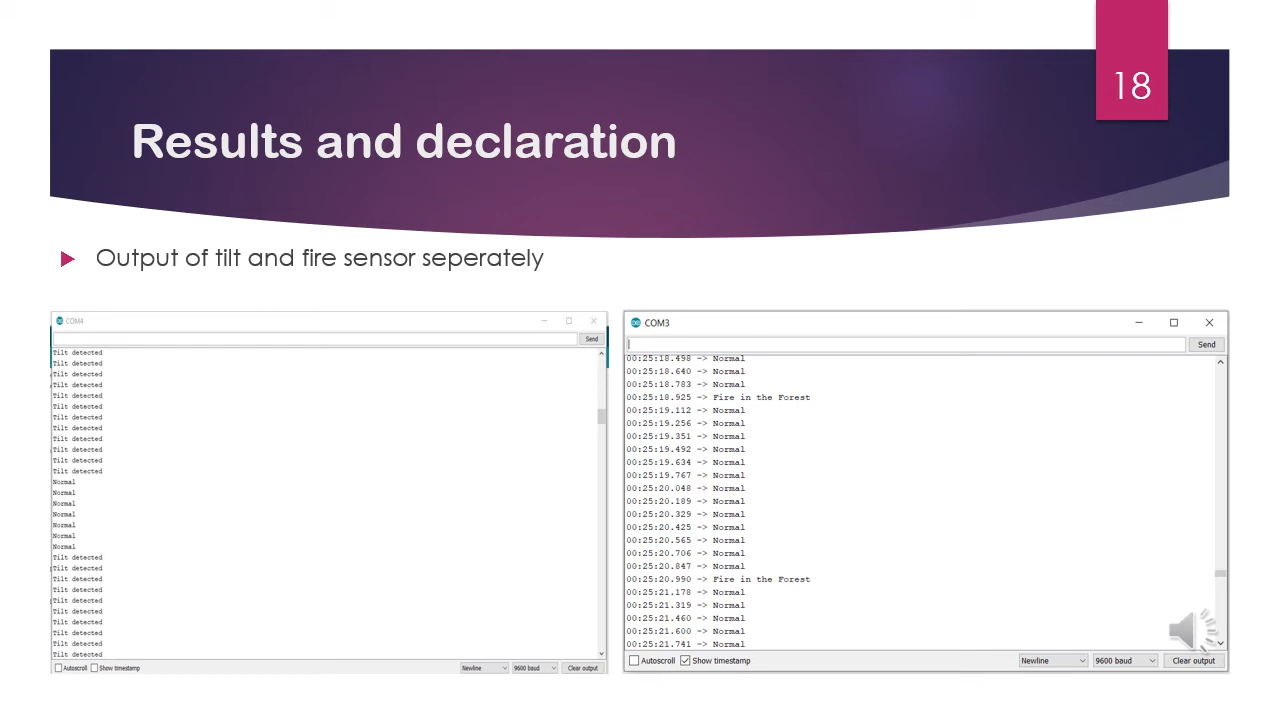 18
Results and declaration
Output of tilt and fire sensor seperately
COM4
Send
Tilt detected
Tilt detected
Tilt detected
Tilt detected
Tilt detected
Tilt detected
Tilt detected
Tilt detected
Tilt detected
Tilt detected
Tilt detected
Tilt detected
Normal
Normal
Normal
Normal
Normal
Normal
Normal
Tilt detected
Tilt detected
Tilt detected
Tilt detected
Tilt detected
Tilt detected
Tilt detected
Tilt detected
Tilt detected
Tilt detected
Autoscroll Show timestamp Newline 9600 baud Clear output
COM3
Send
00:25:18.498 -> Normal
00:25:18.640 -> Normal
00:25:18.783 -> Normal
00:25:18.925 -> Fire in the Forest
00:25:19.112 -> Normal
00:25:19.256 -> Normal
00:25:19.351 -> Normal
00:25:19.492 -> Normal
00:25:19.634 -> Normal
00:25:19.767 -> Normal
00:25:20.048 -> Normal
00:25:20.189 -> Normal
00:25:20.329 -> Normal
00:25:20.425 -> Normal
00:25:20.565 -> Normal
00:25:20.706 -> Normal
00:25:20.847 -> Normal
00:25:20.990 -> Fire in the Forest
00:25:21.178 -> Normal
00:25:21.319 -> Normal
00:25:21.460 -> Normal
00:25:21.600 -> Normal
00:25:21.741 -> Normal
Autoscroll Show timestamp Newline 9600 baud Clear output